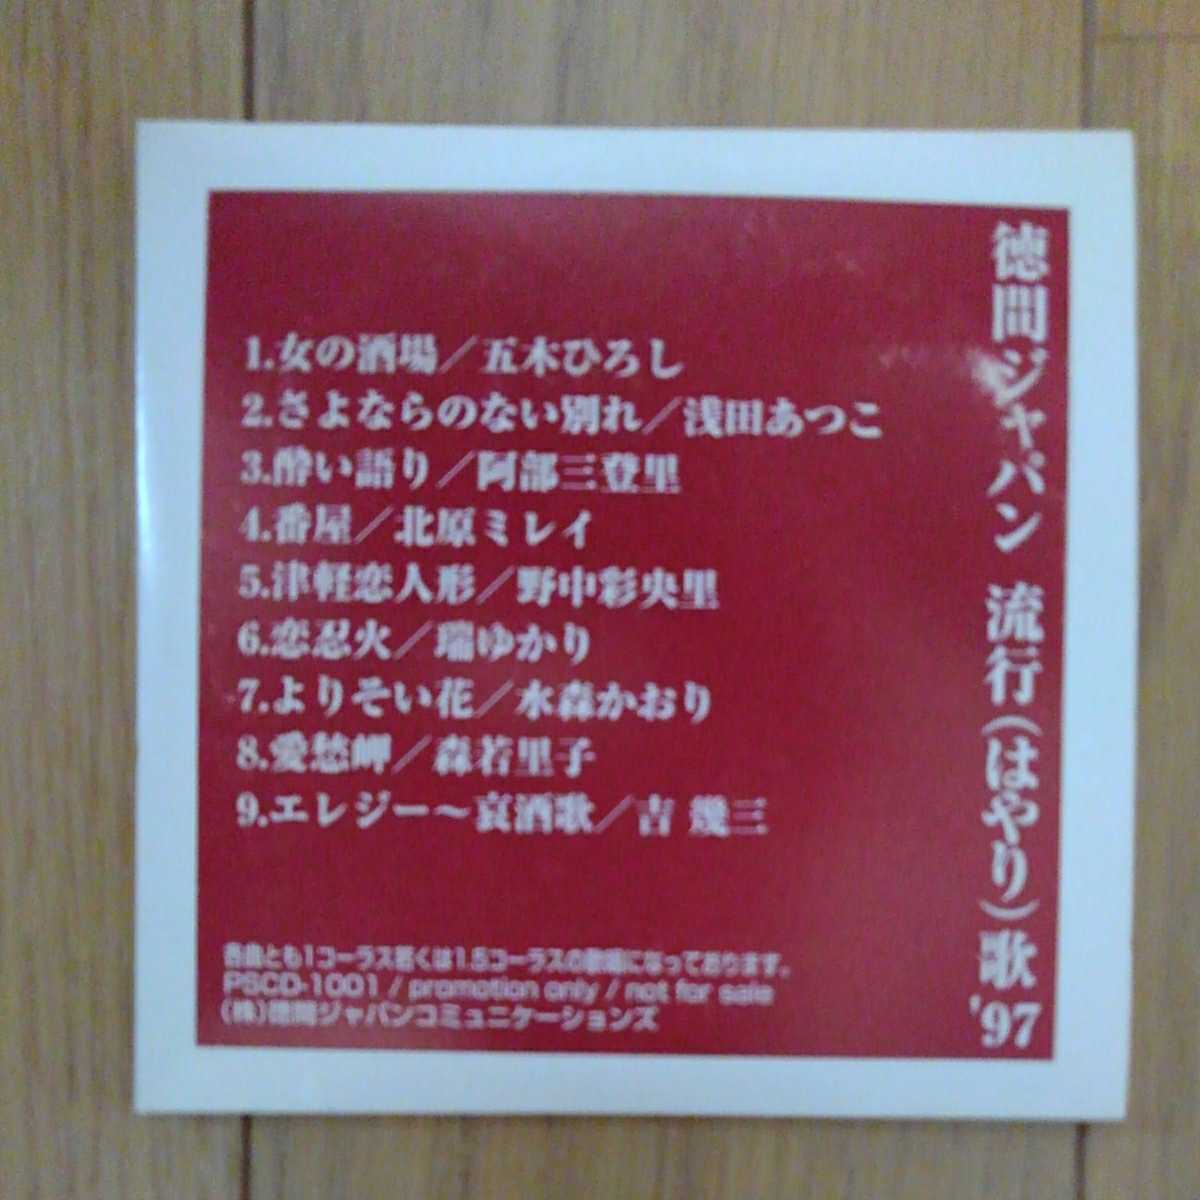 徳間ジャパン 流行(はやり)歌 '97
1.女の酒場／五木ひろし
2.さよならのない別れ／浅田あつこ
3.酔い語り／阿部三登里
4.番屋／北原ミレイ
5.津軽恋人形／野中彩央里
6.恋忍火／瑞ゆかり
7.よりそい花／水森かおり
8.愛愁岬／森若里子
9.エレジー～哀酒歌／吉 幾三
各曲とも1コーラス若くは1.5コーラスの歌唱になっております。
PSCD-1001 / promotion only / not for sale
(株)徳間ジャパンコミュニケーションズ